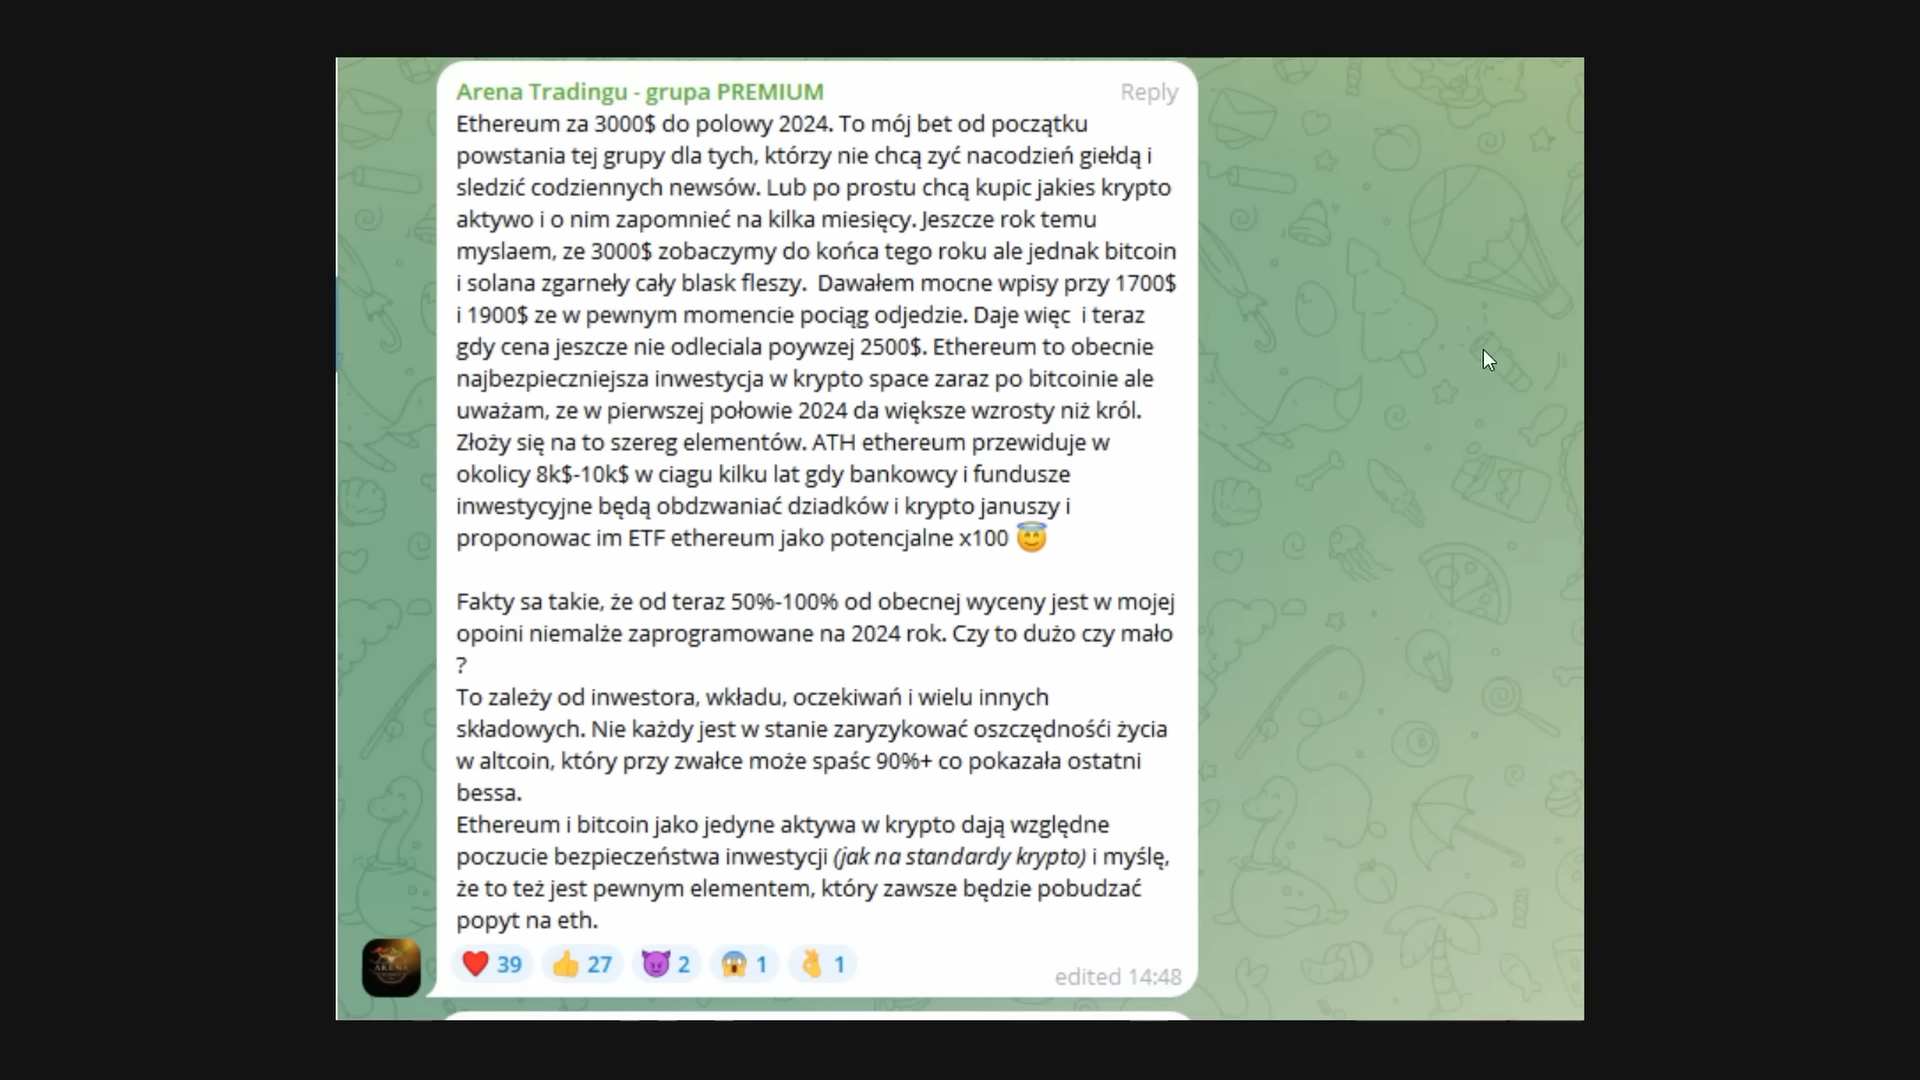 Arena Tradingu - grupa PREMIUM
Reply
Ethereum za 3000$ do polowy 2024. To mój bet od początku
powstania tej grupy dla tych, którzy nie chcą zyć nacodzień giełdą i
sledzić codziennych newsów. Lub po prostu chcą kupic jakies krypto
aktywo i o nim zapomnieć na kilka miesięcy. Jeszcze rok temu
myslaem, ze 3000$ zobaczymy do końca tego roku ale jednak bitcoin
i solana zgarneły cały blask fleszy.  Dawałem mocne wpisy przy 1700$
i 1900$ ze w pewnym momencie pociąg odjedzie. Daje więc  i teraz
gdy cena jeszcze nie odleciala poywzej 2500$. Ethereum to obecnie
najbezpieczniejsza inwestycja w krypto space zaraz po bitcoinie ale
uważam, ze w pierwszej połowie 2024 da większe wzrosty niż król.
Złoży się na to szereg elementów. ATH ethereum przewiduje w
okolicy 8k$-10k$ w ciagu kilku lat gdy bankowcy i fundusze
inwestycyjne będą obdzwaniać dziadków i krypto januszy i
proponowac im ETF ethereum jako potencjalne x100 😇
Fakty sa takie, że od teraz 50%-100% od obecnej wyceny jest w mojej
opoini niemalże zaprogramowane na 2024 rok. Czy to dużo czy mało
?
To zależy od inwestora, wkładu, oczekiwań i wielu innych
składowych. Nie każdy jest w stanie zaryzykować oszczędnośći życia
w altcoin, który przy zwałce może spaśc 90%+ co pokazała ostatni
bessa.
Ethereum i bitcoin jako jedyne aktywa w krypto dają względne
poczucie bezpieczeństwa inwestycji (jak na standardy krypto) i myślę,
że to też jest pewnym elementem, który zawsze będzie pobudzać
popyt na eth.
❤️ 39 👍 27 😈 2 😱 1 👌 1
edited 14:48